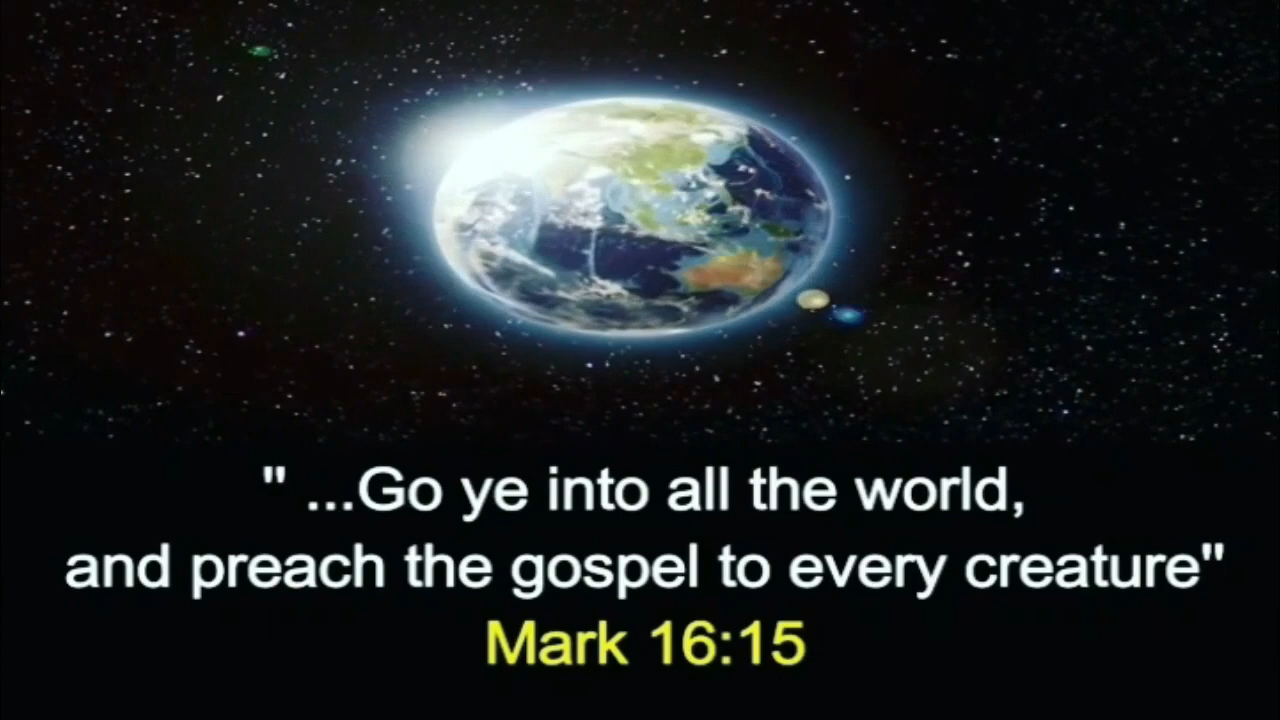 " ...Go ye into all the world,
and preach the gospel to every creature"
Mark 16:15